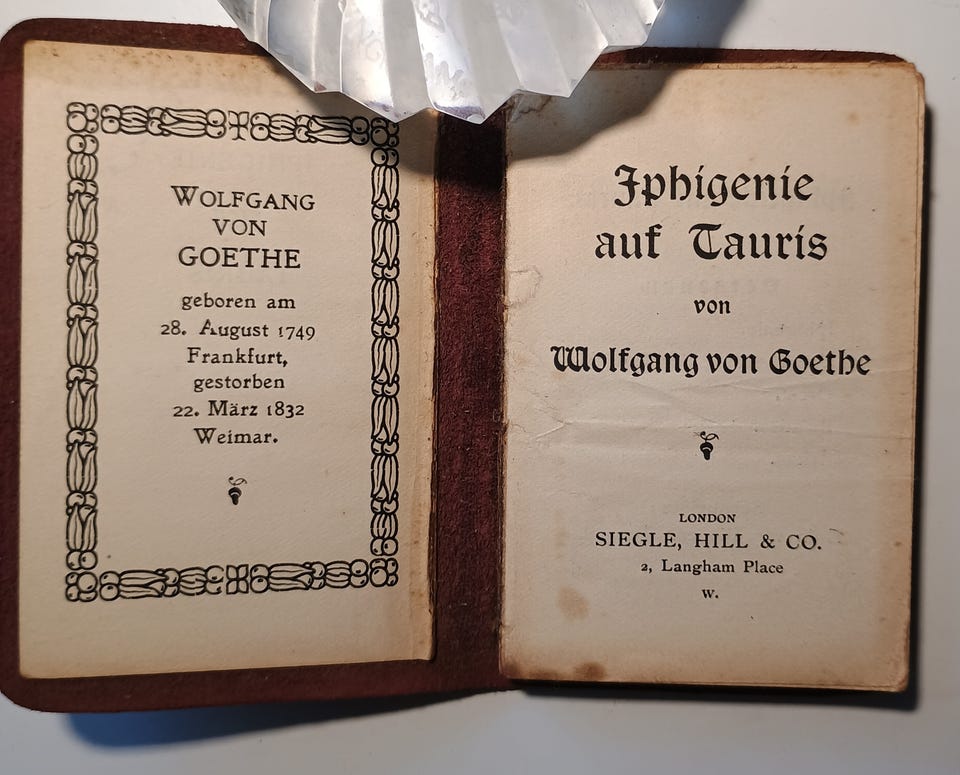 WOLFGANG
VON
GOETHE
geboren am
28. August 1749
Frankfurt,
gestorben
22. März 1832
Weimar.
Iphigenie
auf Tauris
von
Wolfgang von Goethe
LONDON
SIEGLE, HILL & CO.
2, Langham Place
W.